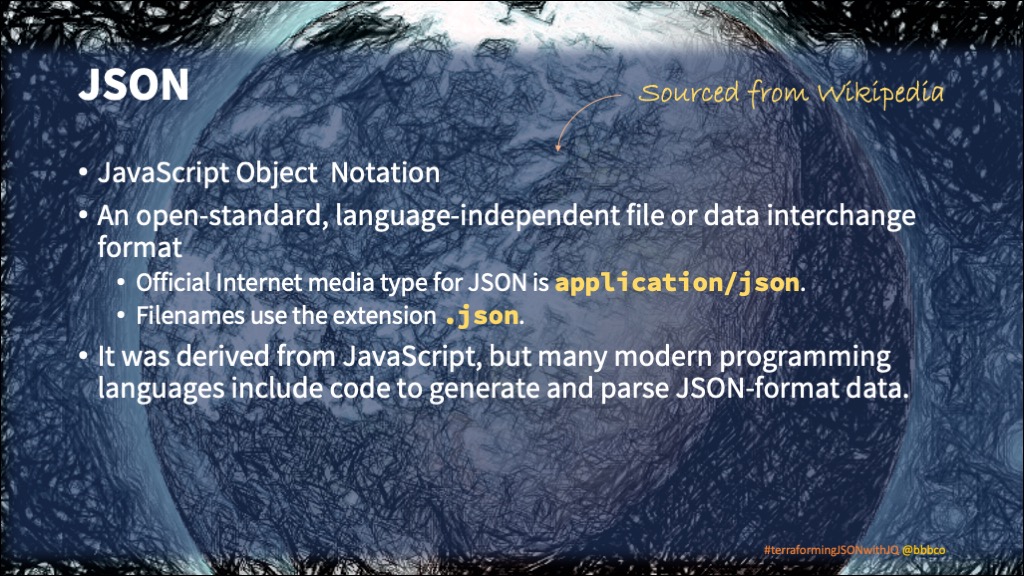 JSON
Sourced from Wikipedia
• JavaScript Object  Notation
• An open-standard, language-independent file or data interchange
format
• Official Internet media type for JSON is application/json.
• Filenames use the extension .json.
• It was derived from JavaScript, but many modern programming
languages include code to generate and parse JSON-format data.
#terraformingJSONwithJQ @bbbco